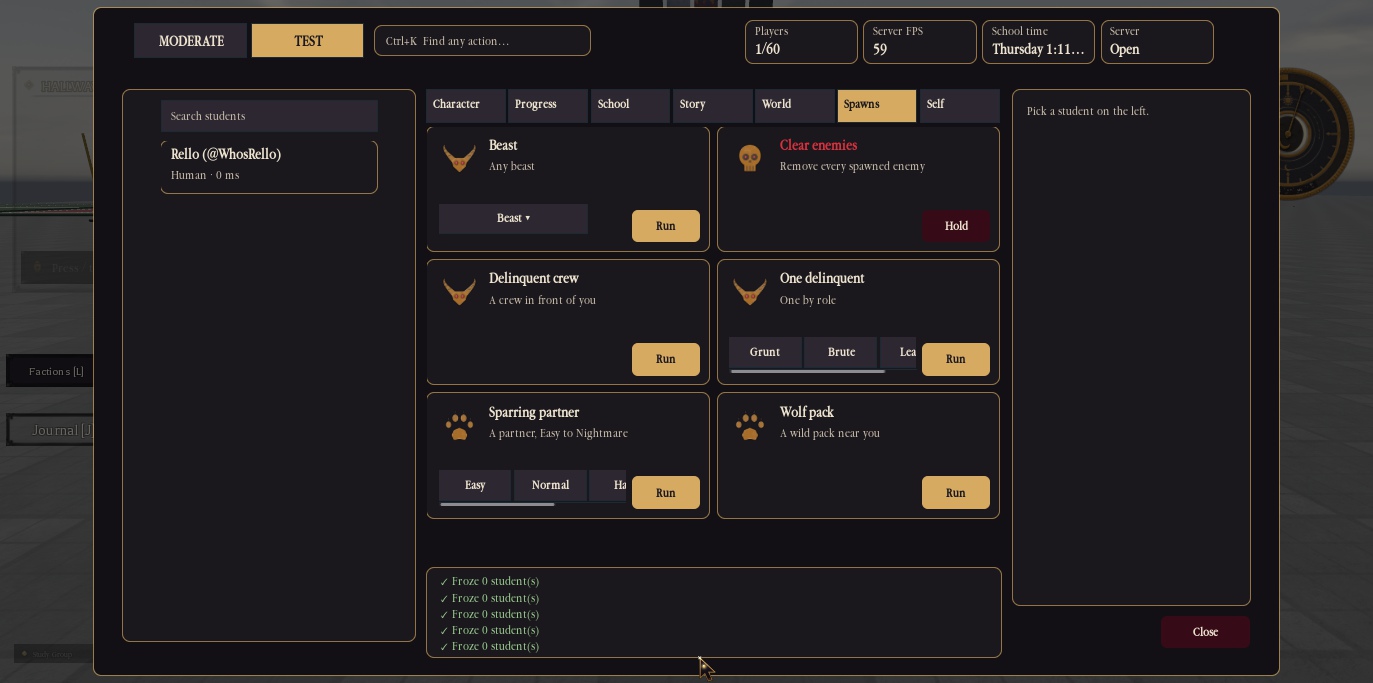 MODERATE
TEST
Ctrl+K Find any action...
Players
1/60
Server FPS
59
School time
Thursday 1:11...
Server
Open
Search students
Rello (@WhosRello)
Human · 0 ms
Character
Progress
School
Story
World
Spawns
Self
Beast
Any beast
Beast ▾
Run
Clear enemies
Remove every spawned enemy
Hold
Delinquent crew
A crew in front of you
Run
One delinquent
One by role
Grunt
Brute
Lea
Run
Sparring partner
A partner, Easy to Nightmare
Easy
Normal
Ha
Run
Wolf pack
A wild pack near you
Run
✓ Froze 0 student(s)
✓ Froze 0 student(s)
✓ Froze 0 student(s)
✓ Froze 0 student(s)
✓ Froze 0 student(s)
Pick a student on the left.
Close
Factions [L]
Journal [J]
Press